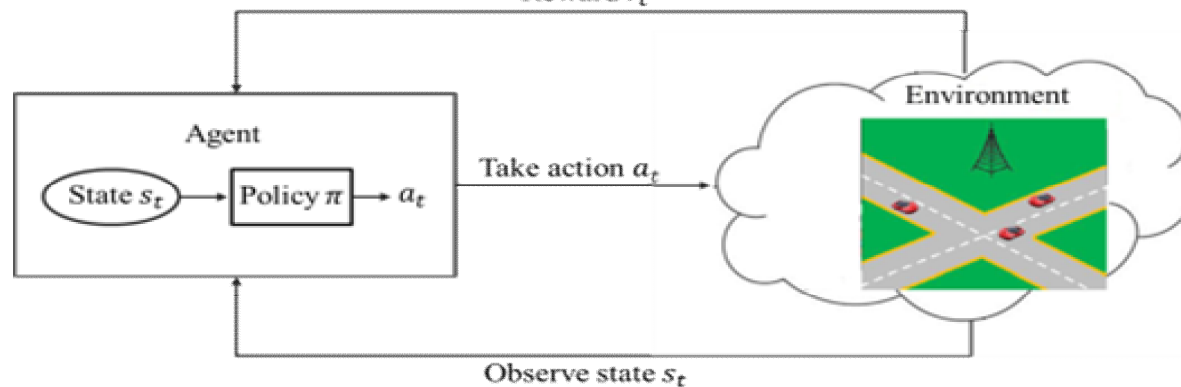 Agent
State s_t
Policy π
a_t
Take action a_t
Environment
Observe state s_t